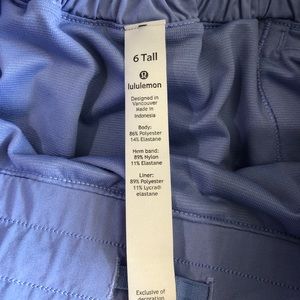 6 Tall
lululemon
Designed in
Vancouver
Made in
Indonesia
Body:
86% Polyester
14% Elastane
Hem band:
89% Nylon
11% Elastane
Liner:
89% Polyester
11% Lycra®
elastane
Exclusive of
decoration